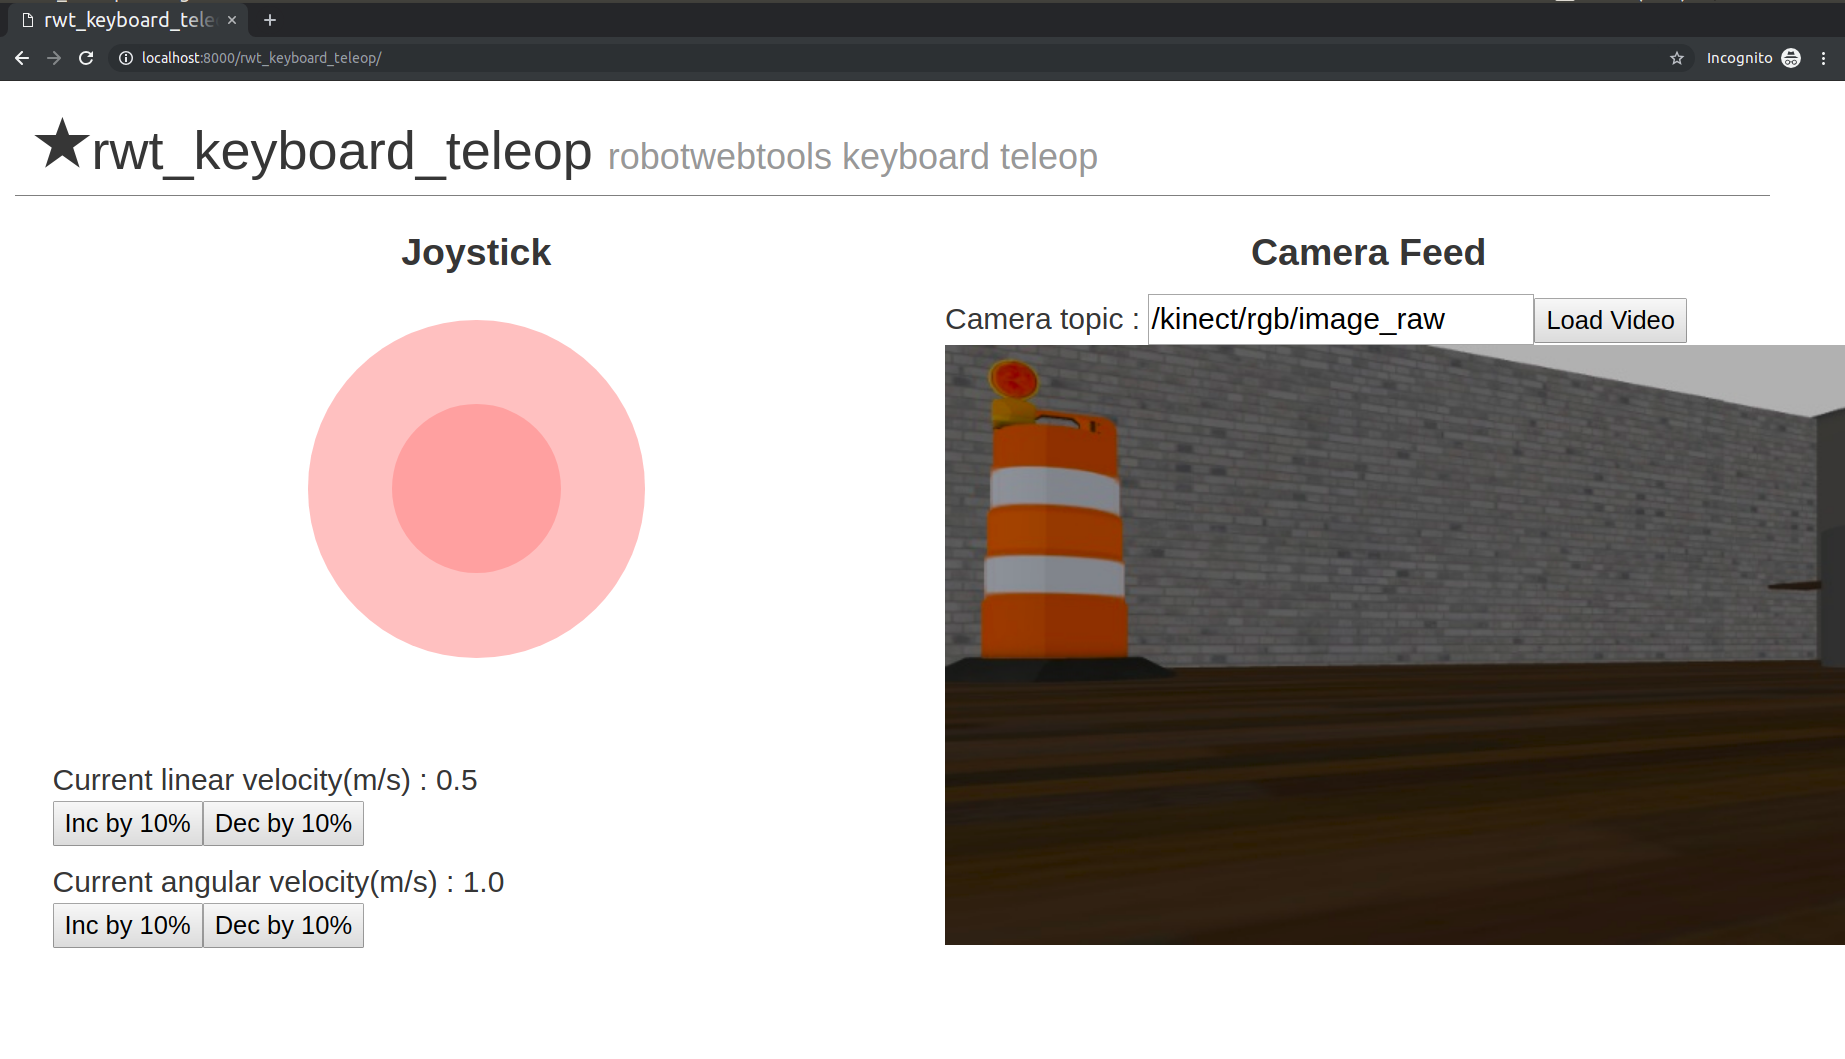 rwt_keyboard_tele
localhost:8000/rwt_keyboard_teleop/
Incognito
★rwt_keyboard_teleop robotwebtools keyboard teleop
Joystick
Camera Feed
Camera topic : /kinect/rgb/image_raw Load Video
Current linear velocity(m/s) : 0.5
Inc by 10% Dec by 10%
Current angular velocity(m/s) : 1.0
Inc by 10% Dec by 10%